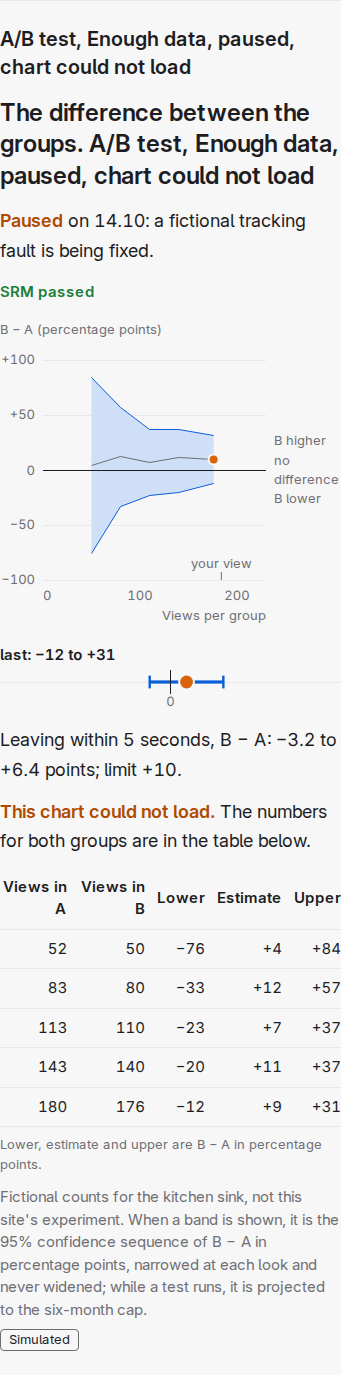 A/B test, Enough data, paused,
chart could not load
The difference between the
groups. A/B test, Enough data,
paused, chart could not load
Paused on 14.10: a fictional tracking
fault is being fixed.
SRM passed
B − A (percentage points)
+100
+50
0
−50
−100
B higher
no
difference
B lower
your view
0 100 200
Views per group
last: −12 to +31
0
Leaving within 5 seconds, B − A: −3.2 to
+6.4 points; limit +10.
This chart could not load. The numbers
for both groups are in the table below.
Views in A Views in B Lower Estimate Upper
52 50 −76 +4 +84
83 80 −33 +12 +57
113 110 −23 +7 +37
143 140 −20 +11 +37
180 176 −12 +9 +31
Lower, estimate and upper are B − A in percentage
points.
Fictional counts for the kitchen sink, not this
site's experiment. When a band is shown, it is the
95% confidence sequence of B − A in
percentage points, narrowed at each look and
never widened; while a test runs, it is projected
to the six-month cap.
Simulated